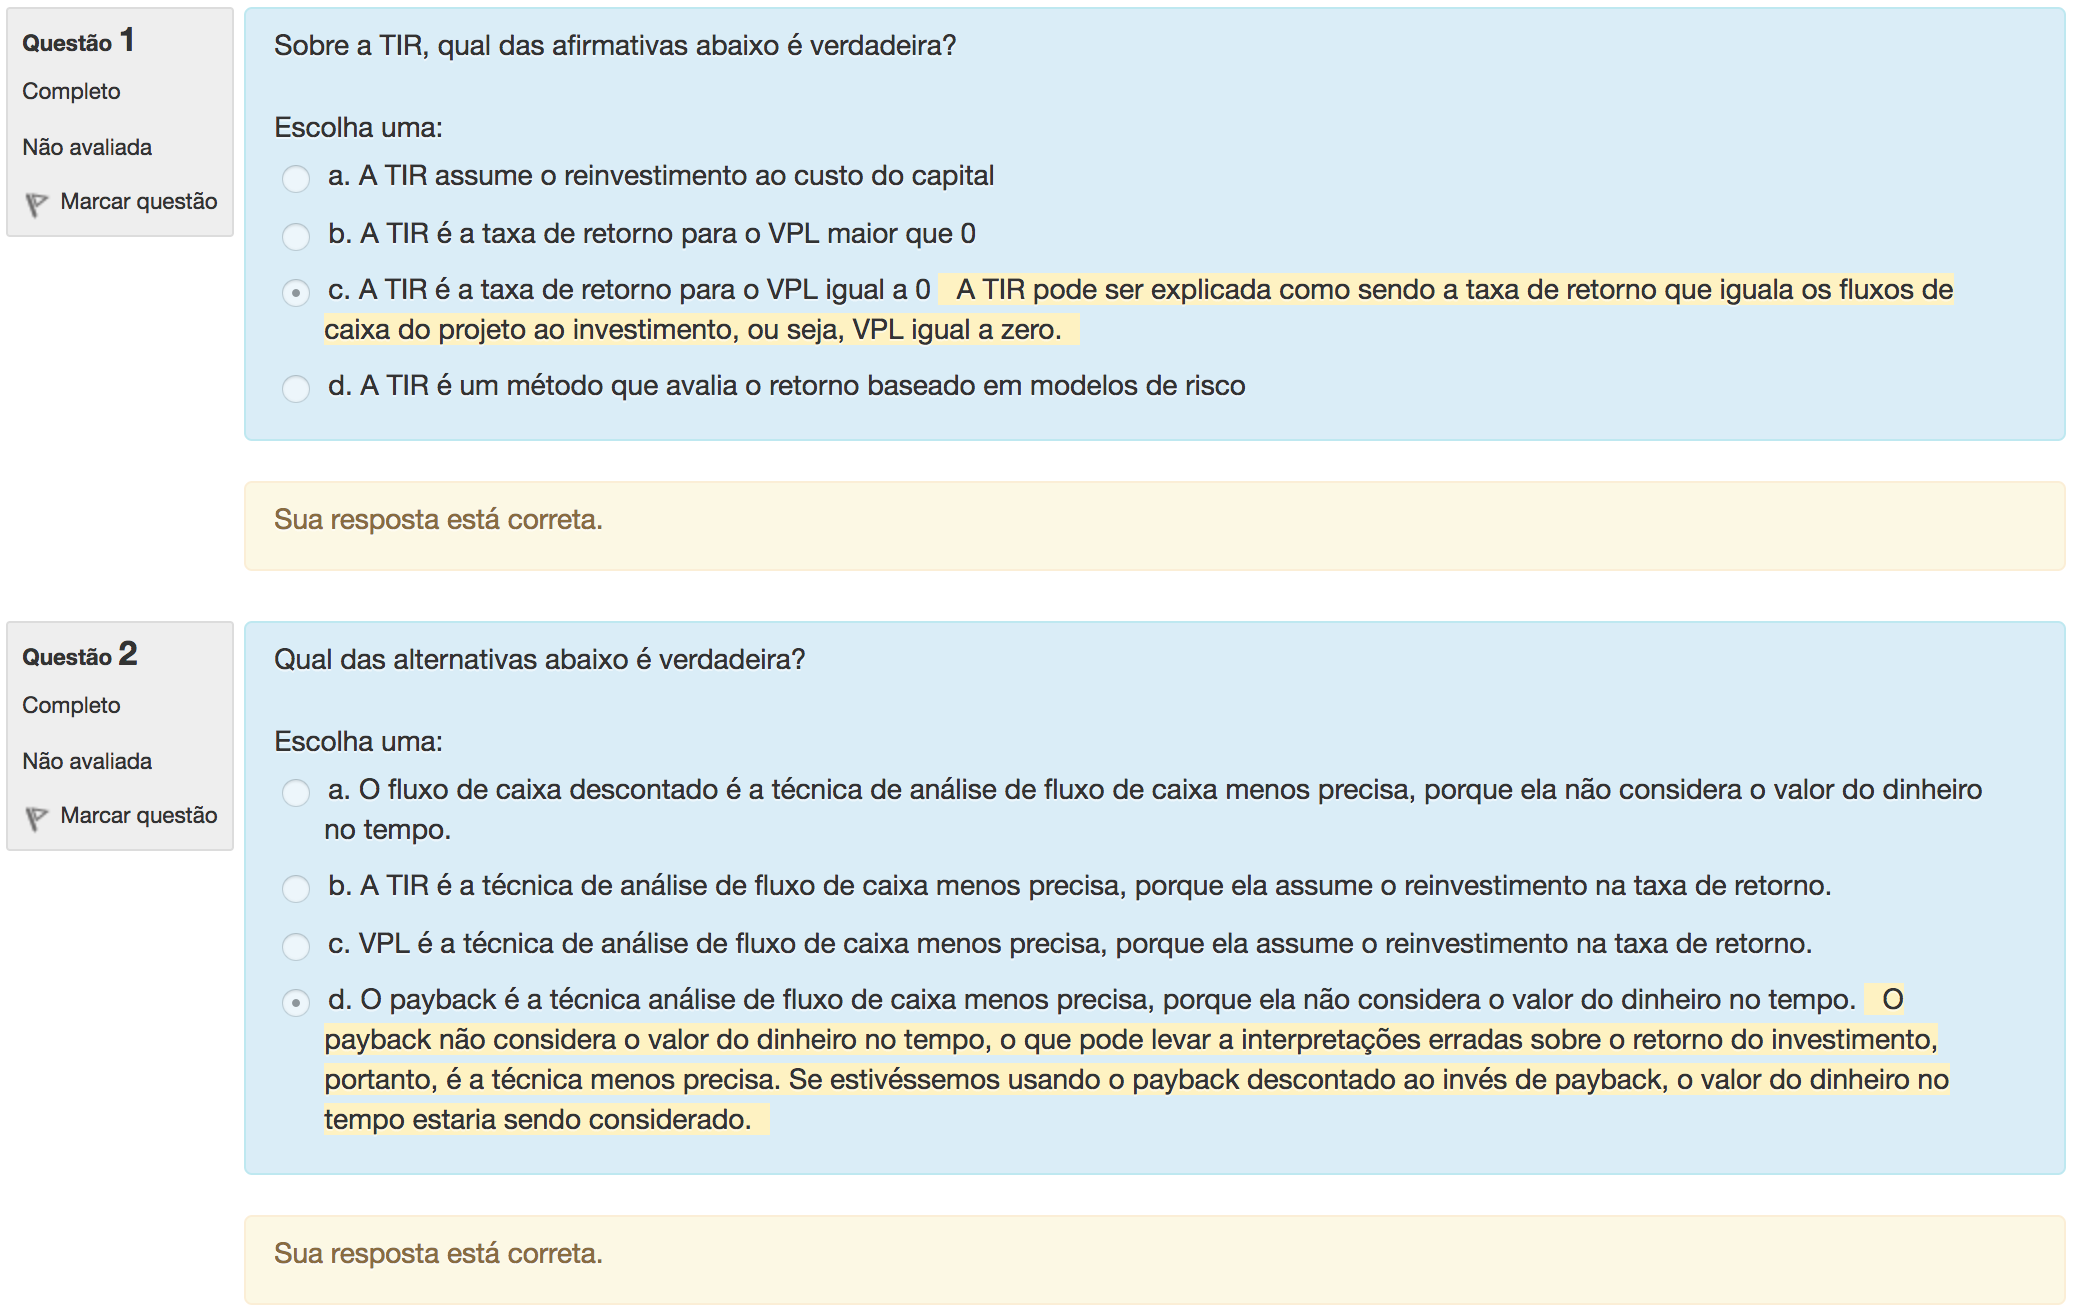 Questão 1
Completo
Não avaliada
Marcar questão
Sobre a TIR, qual das afirmativas abaixo é verdadeira?
Escolha uma:
a. A TIR assume o reinvestimento ao custo do capital
b. A TIR é a taxa de retorno para o VPL maior que 0
c. A TIR é a taxa de retorno para o VPL igual a 0 A TIR pode ser explicada como sendo a taxa de retorno que iguala os fluxos de
caixa do projeto ao investimento, ou seja, VPL igual a zero.
d. A TIR é um método que avalia o retorno baseado em modelos de risco
Sua resposta está correta.
Questão 2
Completo
Não avaliada
Marcar questão
Qual das alternativas abaixo é verdadeira?
Escolha uma:
a. O fluxo de caixa descontado é a técnica de análise de fluxo de caixa menos precisa, porque ela não considera o valor do dinheiro
no tempo.
b. A TIR é a técnica de análise de fluxo de caixa menos precisa, porque ela assume o reinvestimento na taxa de retorno.
c. VPL é a técnica de análise de fluxo de caixa menos precisa, porque ela assume o reinvestimento na taxa de retorno.
d. O payback é a técnica análise de fluxo de caixa menos precisa, porque ela não considera o valor do dinheiro no tempo. O
payback não considera o valor do dinheiro no tempo, o que pode levar a interpretações erradas sobre o retorno do investimento,
portanto, é a técnica menos precisa. Se estivéssemos usando o payback descontado ao invés de payback, o valor do dinheiro no
tempo estaria sendo considerado.
Sua resposta está correta.